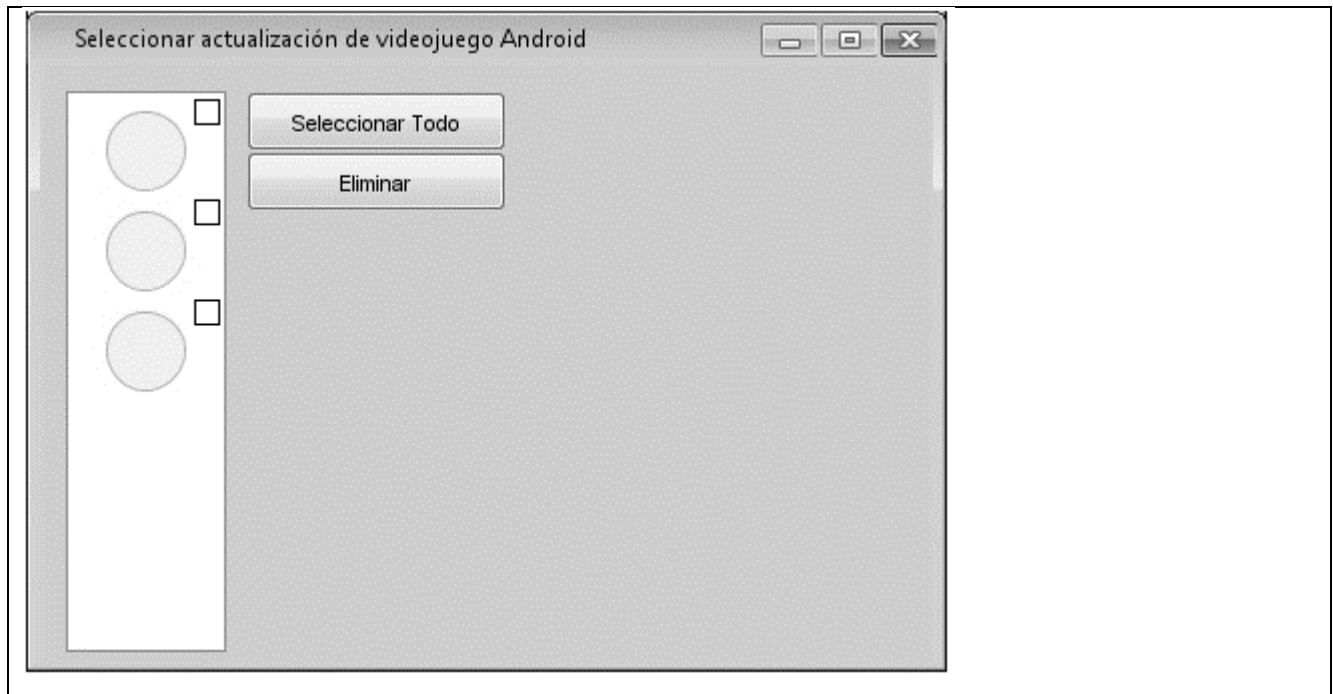 Seleccionar actualización de videojuego Android
Seleccionar Todo
Eliminar